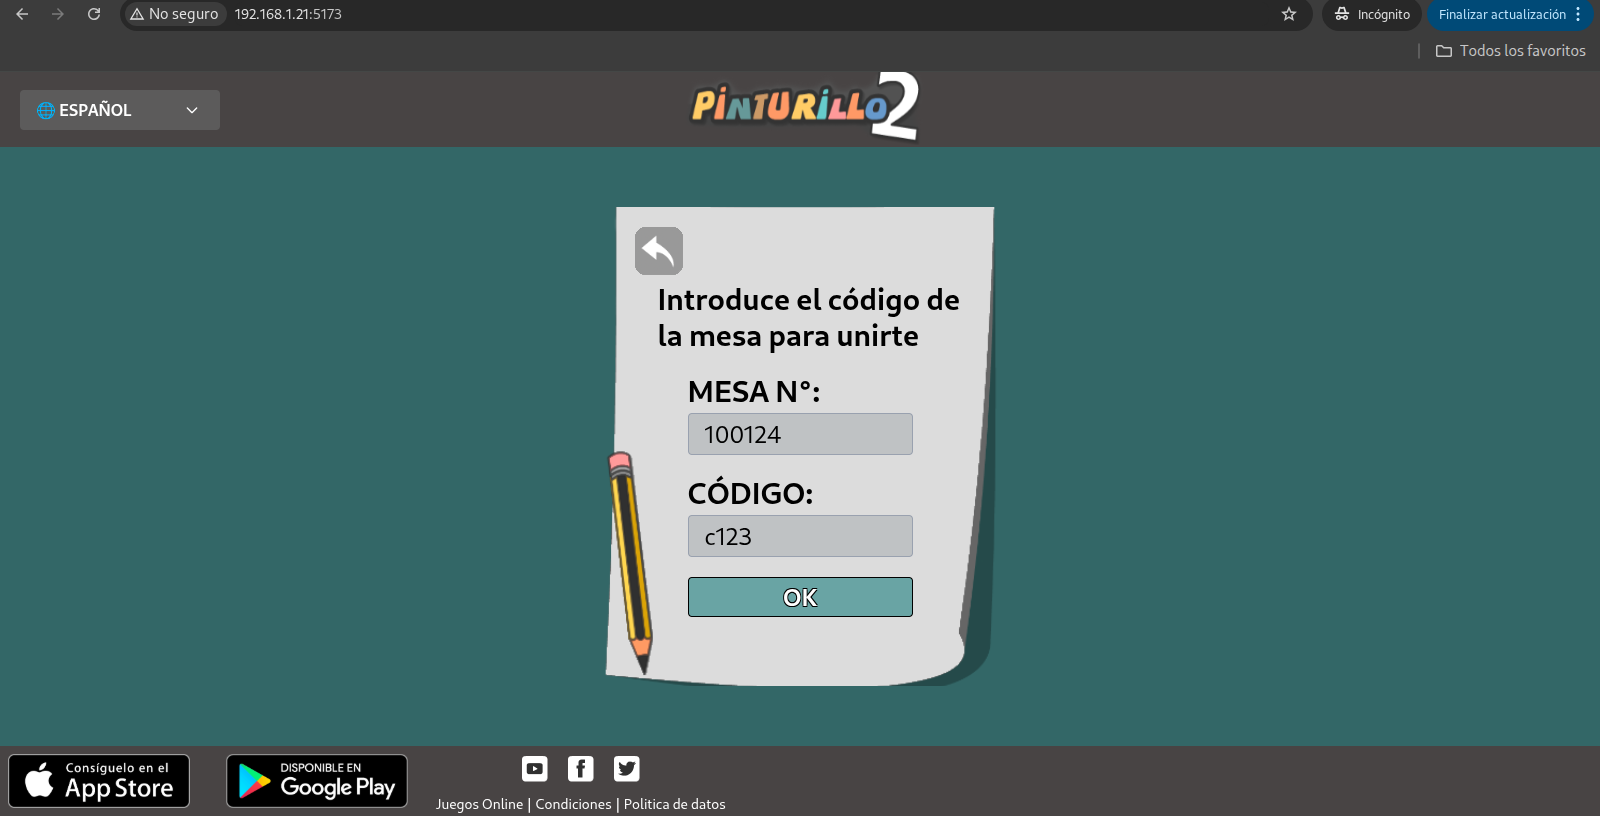 No seguro
192.168.1.21:5173
Incógnito
Finalizar actualización
Todos los favoritos
ESPAÑOL
PINTURILLO 2
Introduce el código de
la mesa para unirte
MESA N°:
100124
CÓDIGO:
c123
OK
Consíguelo en el
App Store
DISPONIBLE EN
Google Play
Juegos Online | Condiciones | Politica de datos